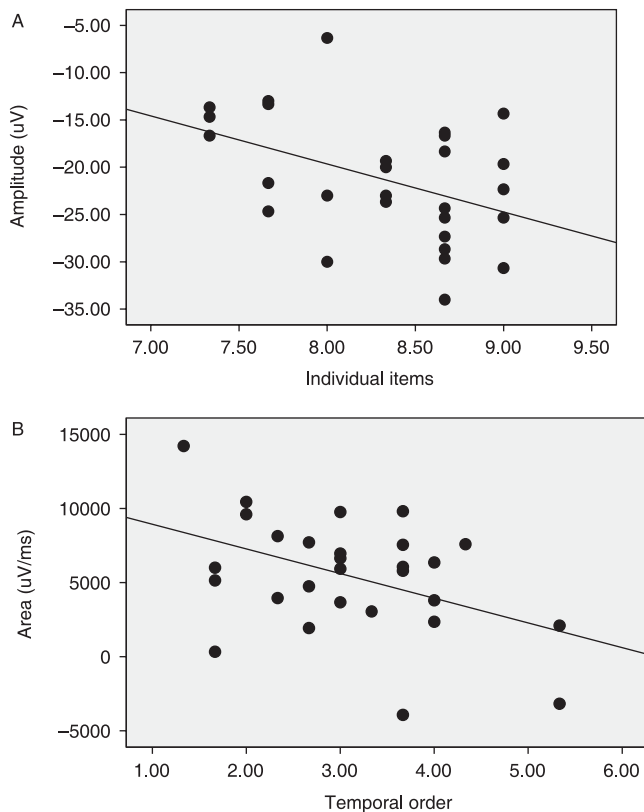 A
−5.00
−10.00
−15.00
−20.00
−25.00
−30.00
−35.00
Amplitude (uV)
7.00 7.50 8.00 8.50 9.00 9.50
Individual items
B
15000
10000
5000
0
−5000
Area (uV/ms)
1.00 2.00 3.00 4.00 5.00 6.00
Temporal order